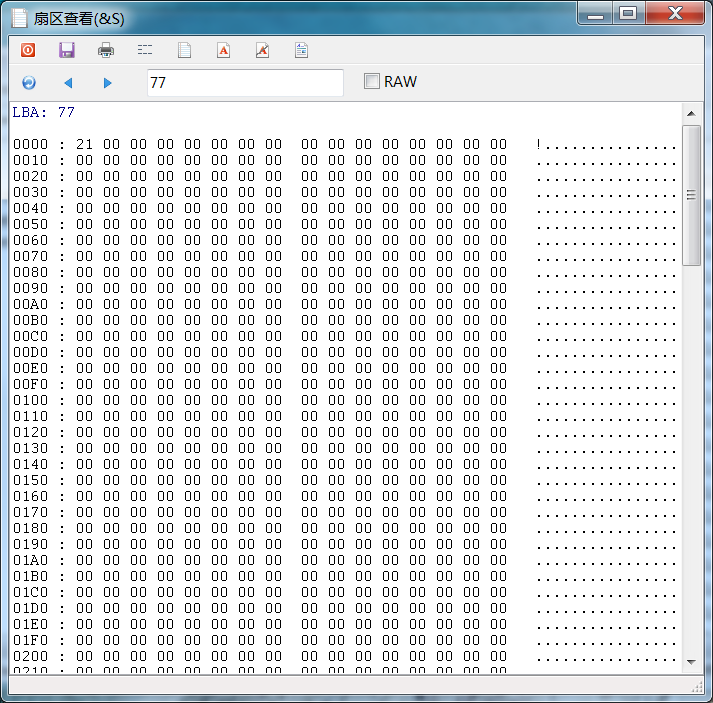 扇区查看(&S)
77
RAW
LBA: 77
0000 : 21 00 00 00 00 00 00 00  00 00 00 00 00 00 00 00   !...............
0010 : 00 00 00 00 00 00 00 00  00 00 00 00 00 00 00 00   ................
0020 : 00 00 00 00 00 00 00 00  00 00 00 00 00 00 00 00   ................
0030 : 00 00 00 00 00 00 00 00  00 00 00 00 00 00 00 00   ................
0040 : 00 00 00 00 00 00 00 00  00 00 00 00 00 00 00 00   ................
0050 : 00 00 00 00 00 00 00 00  00 00 00 00 00 00 00 00   ................
0060 : 00 00 00 00 00 00 00 00  00 00 00 00 00 00 00 00   ................
0070 : 00 00 00 00 00 00 00 00  00 00 00 00 00 00 00 00   ................
0080 : 00 00 00 00 00 00 00 00  00 00 00 00 00 00 00 00   ................
0090 : 00 00 00 00 00 00 00 00  00 00 00 00 00 00 00 00   ................
00A0 : 00 00 00 00 00 00 00 00  00 00 00 00 00 00 00 00   ................
00B0 : 00 00 00 00 00 00 00 00  00 00 00 00 00 00 00 00   ................
00C0 : 00 00 00 00 00 00 00 00  00 00 00 00 00 00 00 00   ................
00D0 : 00 00 00 00 00 00 00 00  00 00 00 00 00 00 00 00   ................
00E0 : 00 00 00 00 00 00 00 00  00 00 00 00 00 00 00 00   ................
00F0 : 00 00 00 00 00 00 00 00  00 00 00 00 00 00 00 00   ................
0100 : 00 00 00 00 00 00 00 00  00 00 00 00 00 00 00 00   ................
0110 : 00 00 00 00 00 00 00 00  00 00 00 00 00 00 00 00   ................
0120 : 00 00 00 00 00 00 00 00  00 00 00 00 00 00 00 00   ................
0130 : 00 00 00 00 00 00 00 00  00 00 00 00 00 00 00 00   ................
0140 : 00 00 00 00 00 00 00 00  00 00 00 00 00 00 00 00   ................
0150 : 00 00 00 00 00 00 00 00  00 00 00 00 00 00 00 00   ................
0160 : 00 00 00 00 00 00 00 00  00 00 00 00 00 00 00 00   ................
0170 : 00 00 00 00 00 00 00 00  00 00 00 00 00 00 00 00   ................
0180 : 00 00 00 00 00 00 00 00  00 00 00 00 00 00 00 00   ................
0190 : 00 00 00 00 00 00 00 00  00 00 00 00 00 00 00 00   ................
01A0 : 00 00 00 00 00 00 00 00  00 00 00 00 00 00 00 00   ................
01B0 : 00 00 00 00 00 00 00 00  00 00 00 00 00 00 00 00   ................
01C0 : 00 00 00 00 00 00 00 00  00 00 00 00 00 00 00 00   ................
01D0 : 00 00 00 00 00 00 00 00  00 00 00 00 00 00 00 00   ................
01E0 : 00 00 00 00 00 00 00 00  00 00 00 00 00 00 00 00   ................
01F0 : 00 00 00 00 00 00 00 00  00 00 00 00 00 00 00 00   ................
0200 : 00 00 00 00 00 00 00 00  00 00 00 00 00 00 00 00   ................